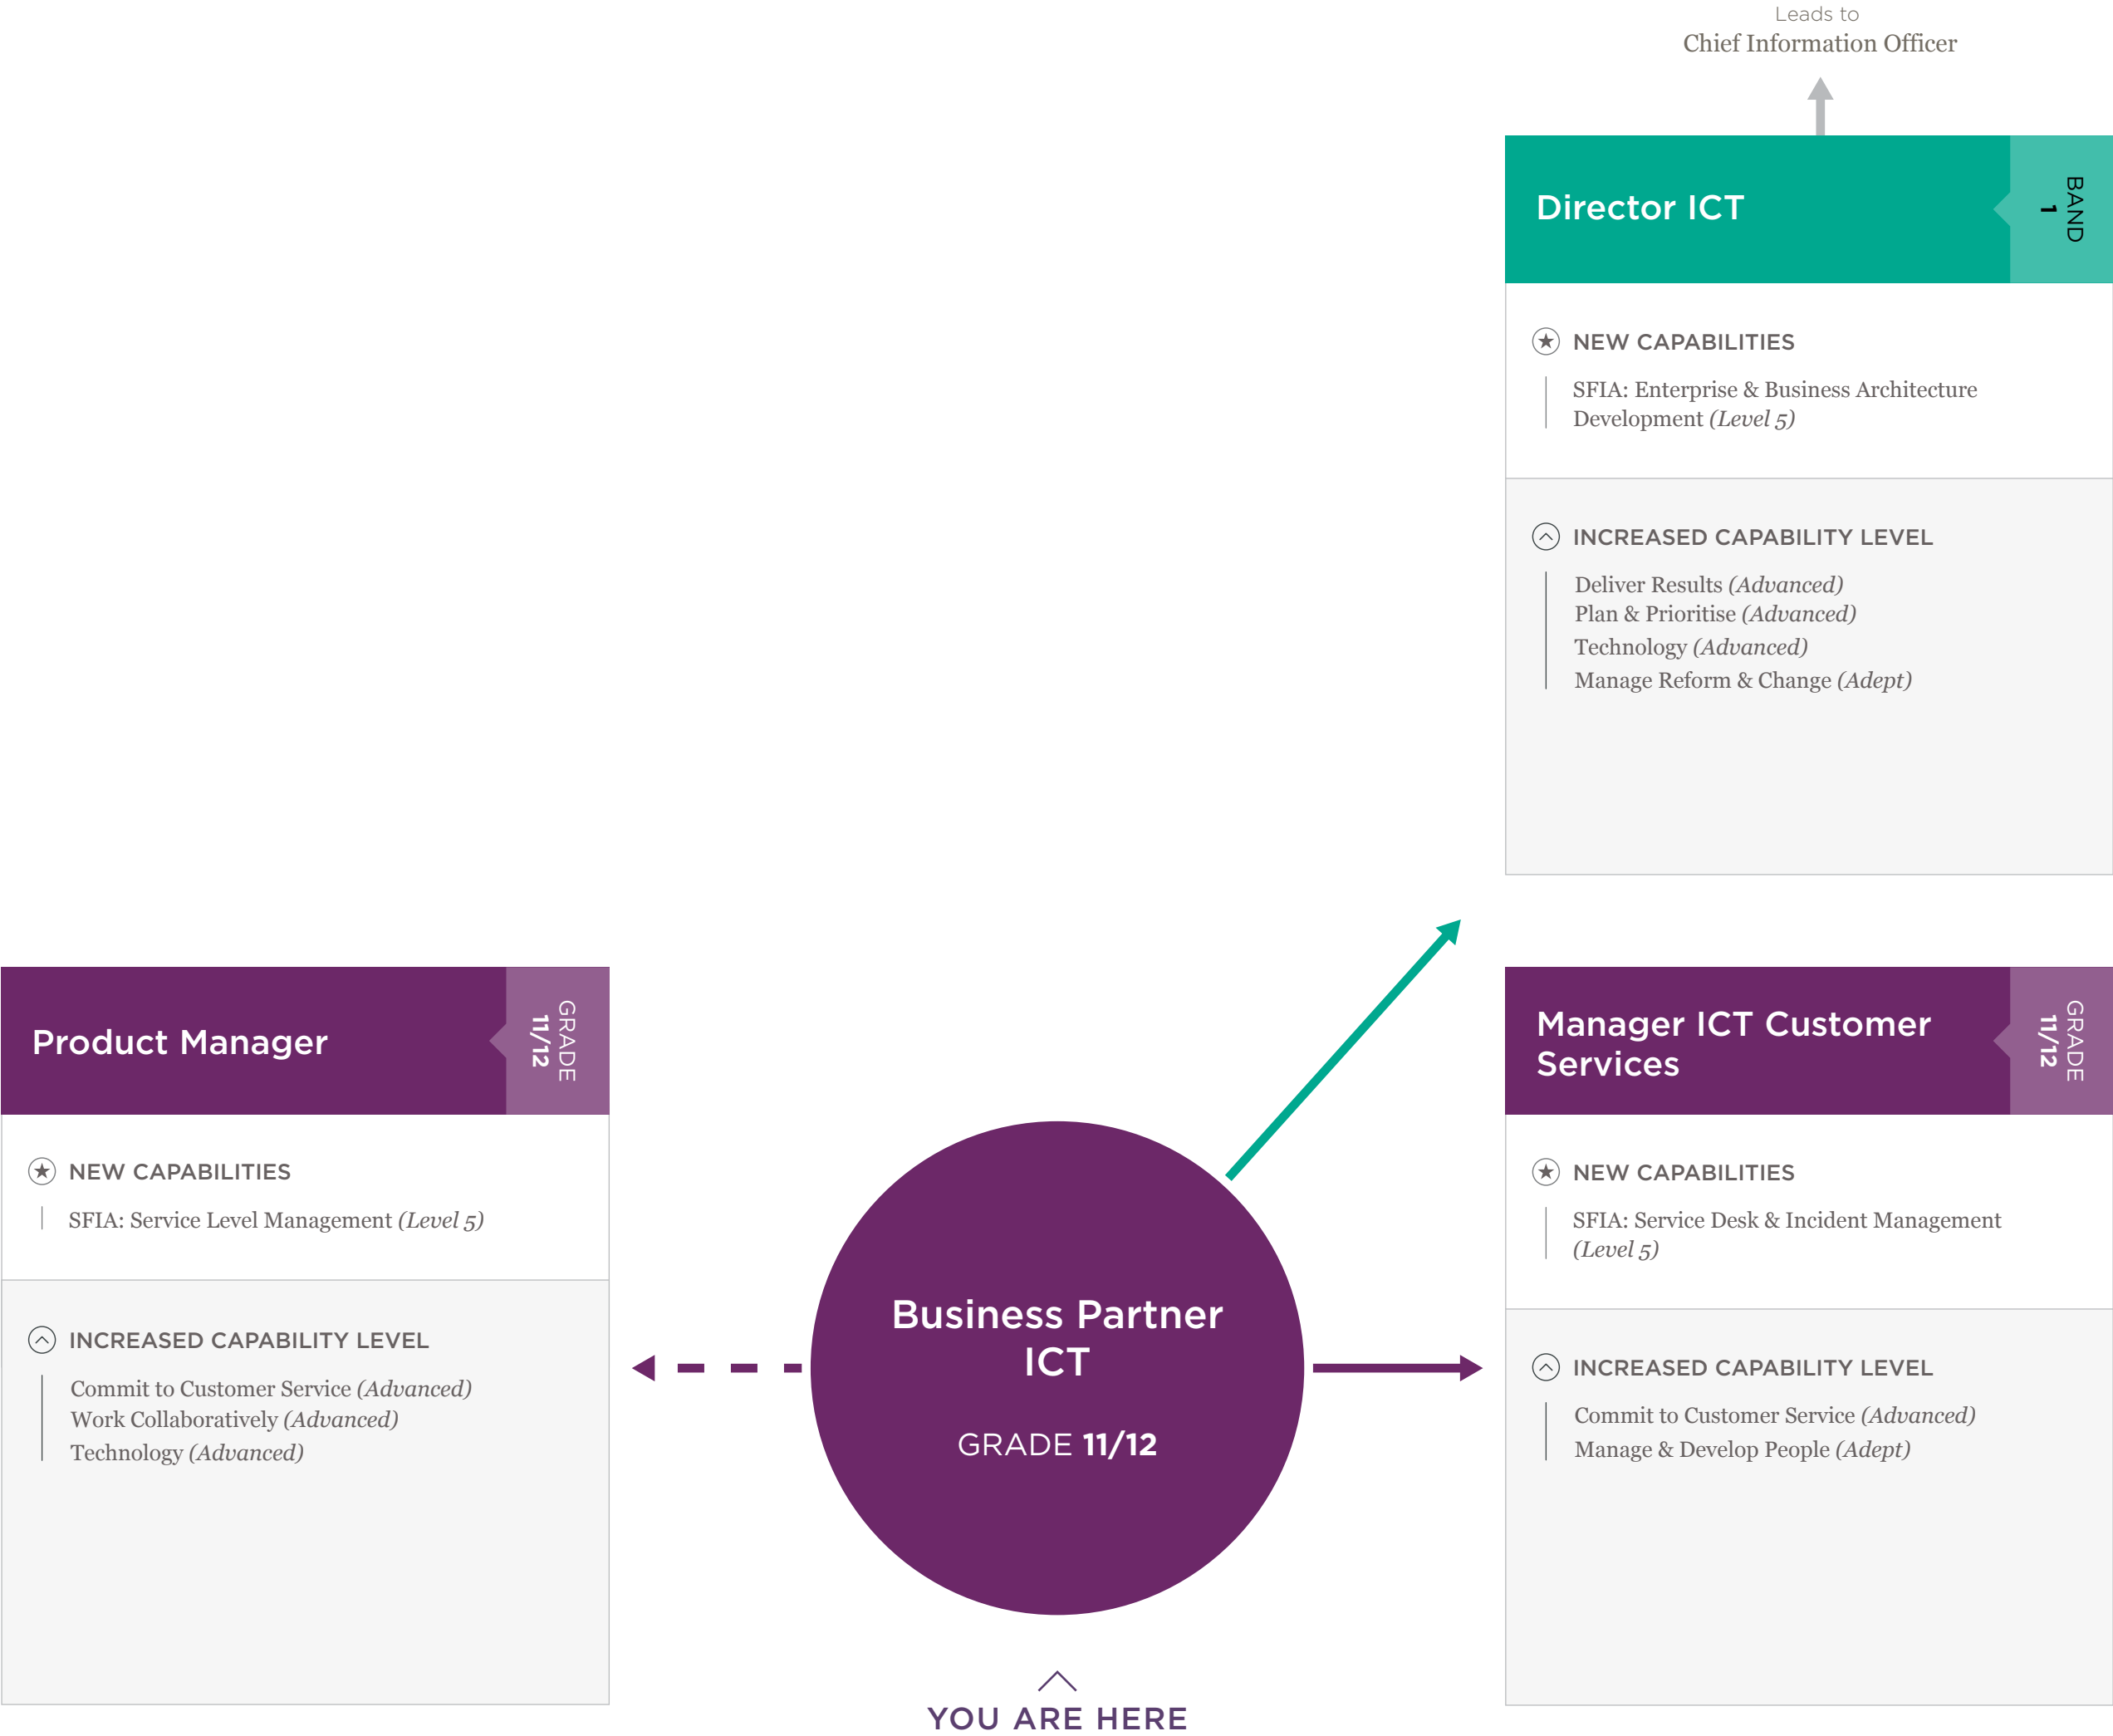 Leads to
Chief Information Officer
Director ICT
BAND
1
NEW CAPABILITIES
SFIA: Enterprise & Business Architecture
Development (Level 5)
INCREASED CAPABILITY LEVEL
Deliver Results (Advanced)
Plan & Prioritise (Advanced)
Technology (Advanced)
Manage Reform & Change (Adept)
Product Manager
GRADE
11/12
NEW CAPABILITIES
SFIA: Service Level Management (Level 5)
INCREASED CAPABILITY LEVEL
Commit to Customer Service (Advanced)
Work Collaboratively (Advanced)
Technology (Advanced)
Business Partner
ICT
GRADE 11/12
YOU ARE HERE
Manager ICT Customer
Services
GRADE
11/12
NEW CAPABILITIES
SFIA: Service Desk & Incident Management
(Level 5)
INCREASED CAPABILITY LEVEL
Commit to Customer Service (Advanced)
Manage & Develop People (Adept)